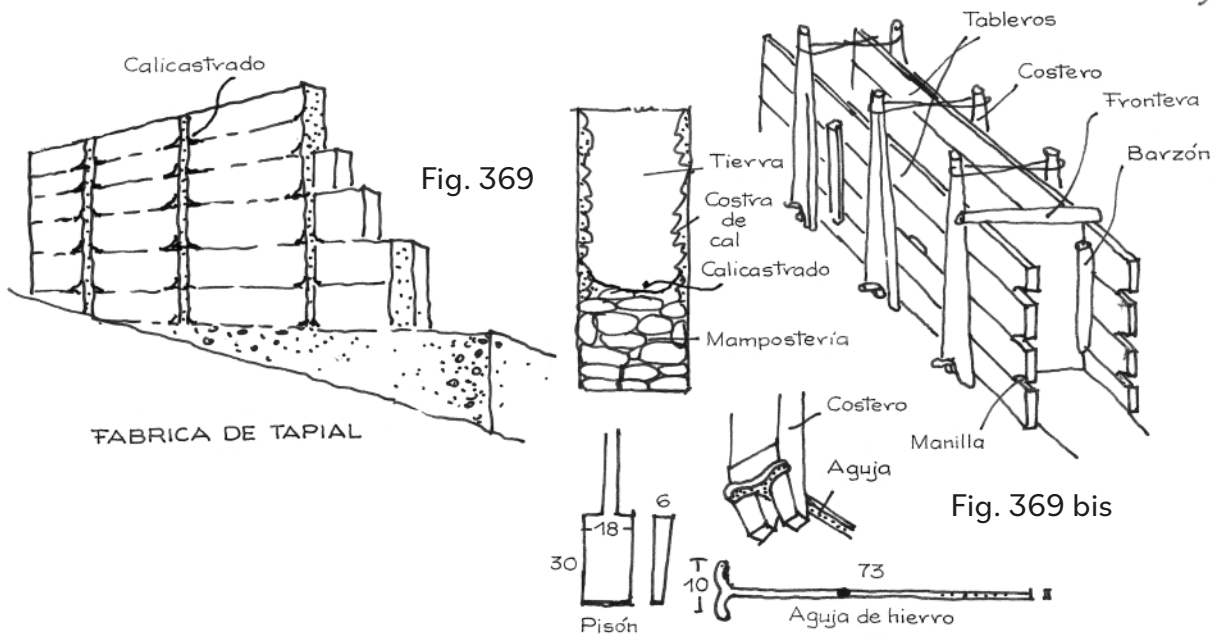 Calicastrado
Fig. 369
FABRICA DE TAPIAL
Tierra
Costra
de
cal
Calicastrado
Mampostería
Tableros
Costero
Frontera
Barzón
Manilla
Costero
Aguja
Fig. 369 bis
18
6
30
Pisón
10
73
Aguja de hierro